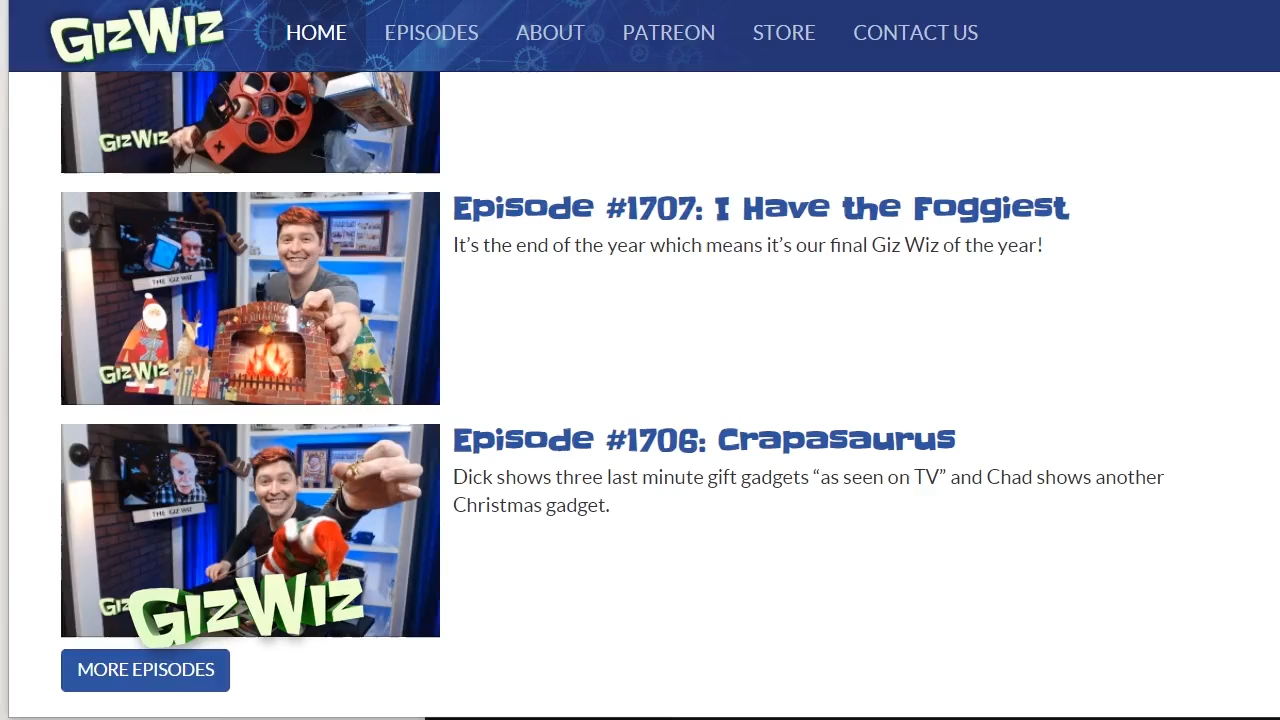 GizWiz
HOME EPISODES ABOUT PATREON STORE CONTACT US
GizWiz
Episode #1707: I Have the Foggiest
It’s the end of the year which means it’s our final Giz Wiz of the year!
THE GIZ WIZ
GizWiz
Episode #1706: Crapasaurus
Dick shows three last minute gift gadgets “as seen on TV” and Chad shows another
Christmas gadget.
THE GIZ WIZ
GizWiz
MORE EPISODES